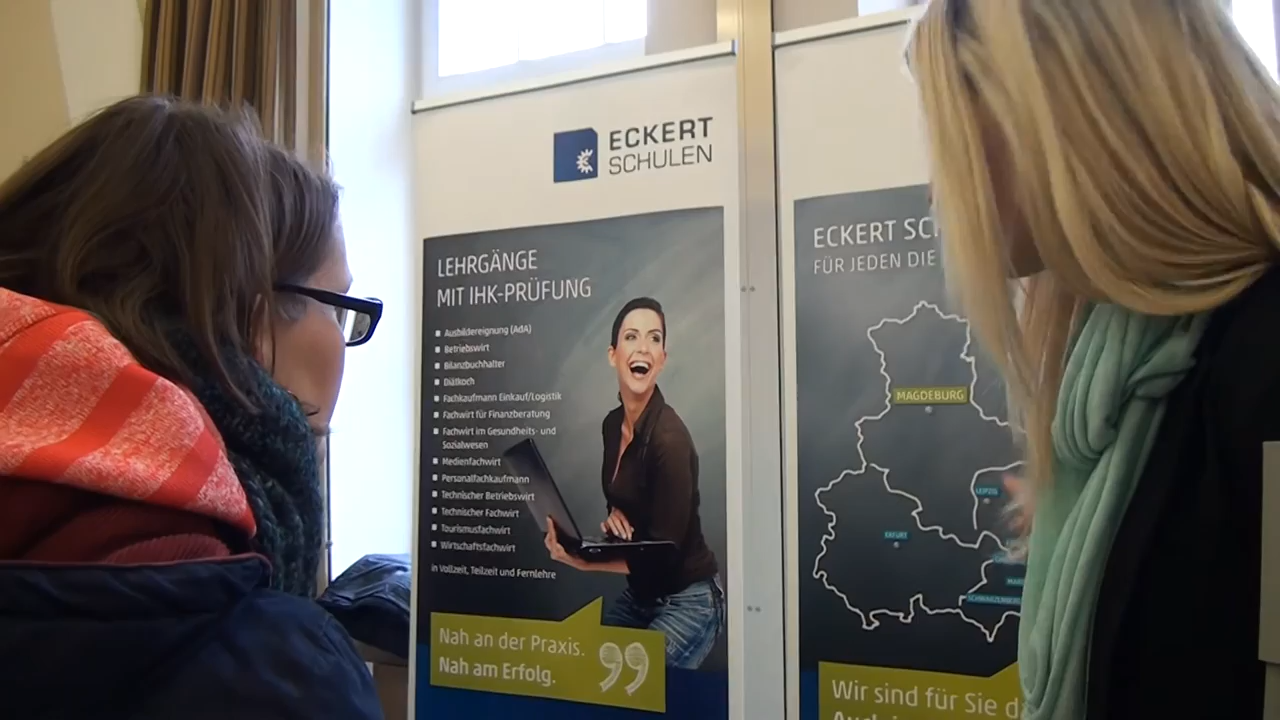 ECKERT
SCHULEN
LEHRGÄNGE
MIT IHK-PRÜFUNG
Ausbildereignung (AdA)
Betriebswirt
Bilanzbuchhalter
Diätkoch
Fachkaufmann Einkauf/Logistik
Fachwirt für Finanzberatung
Fachwirt im Gesundheits- und
Sozialwesen
Medienfachwirt
Personalfachkaufmann
Technischer Betriebswirt
Technischer Fachwirt
Tourismusfachwirt
Wirtschaftsfachwirt
in Vollzeit, Teilzeit und Fernlehre
Nah an der Praxis.
Nah am Erfolg.
ECKERT
FÜR JEDEN DIE
MAGDEBURG
LEIPZIG
ERFURT
Wir sind für Sie